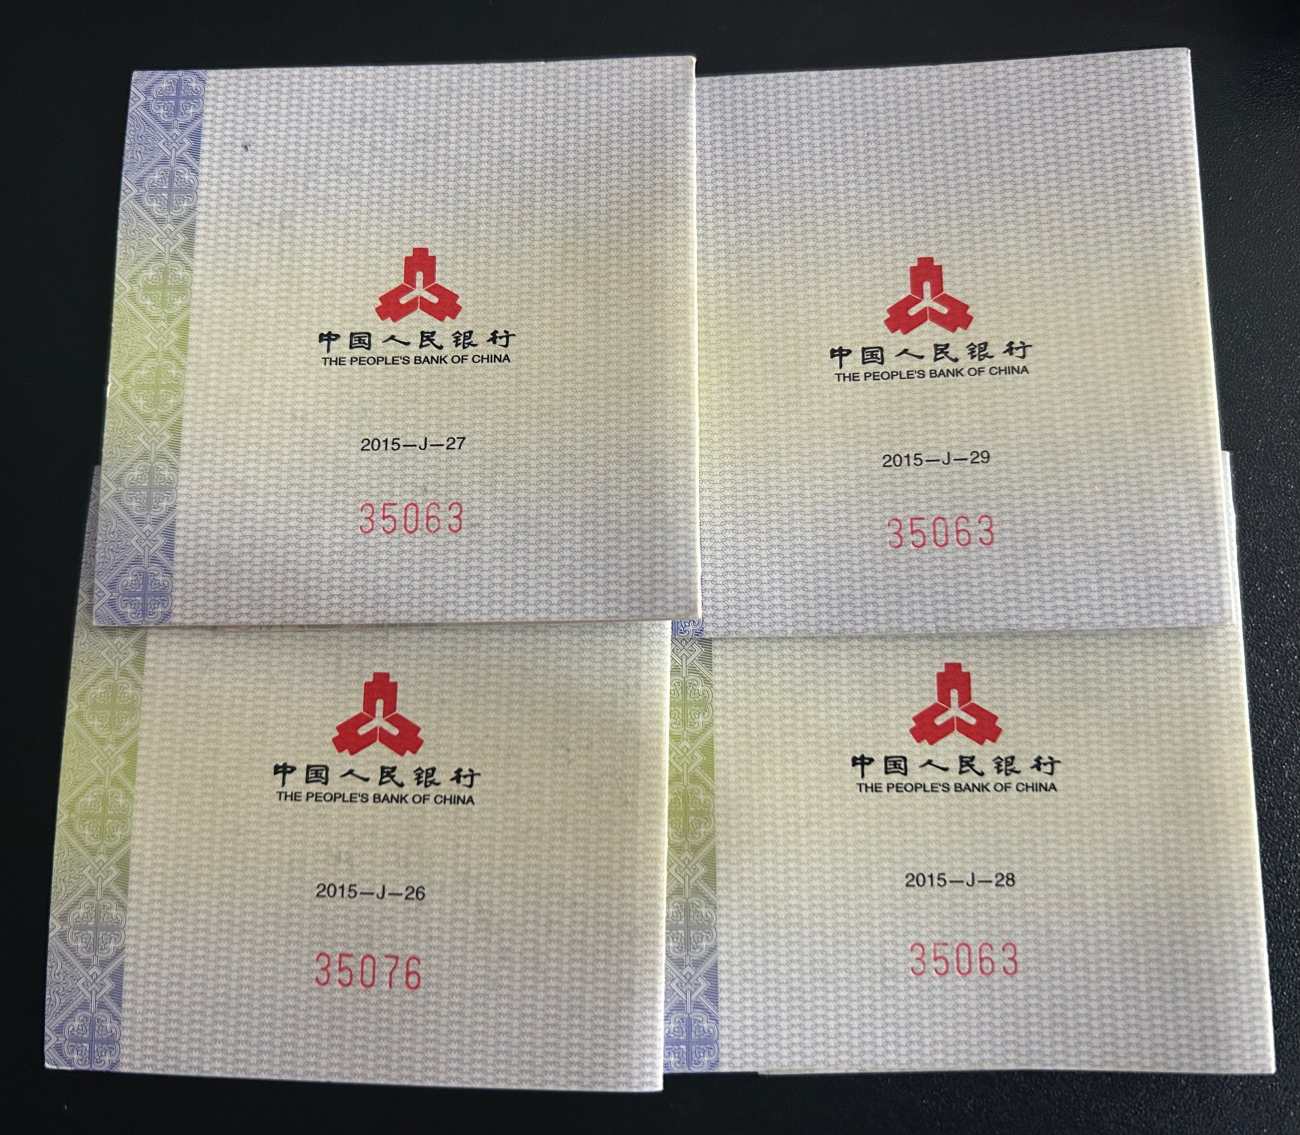 中国人民银行
THE PEOPLE'S BANK OF CHINA
2015—J—27
35063
中国人民银行
THE PEOPLE'S BANK OF CHINA
2015—J—29
35063
中国人民银行
THE PEOPLE'S BANK OF CHINA
2015—J—26
35076
中国人民银行
THE PEOPLE'S BANK OF CHINA
2015—J—28
35063